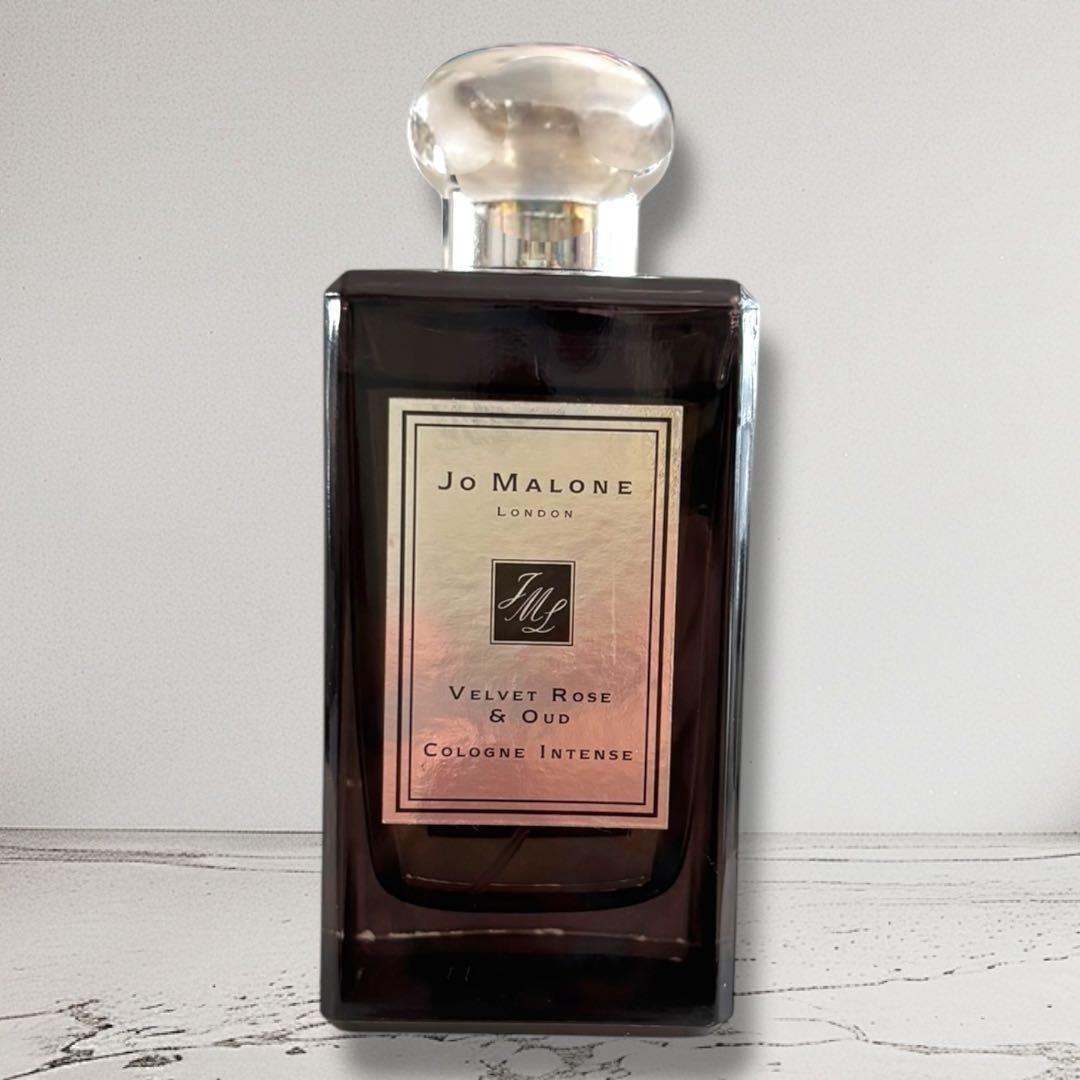 Jo Malone
London
JML
Velvet Rose
& Oud
Cologne Intense